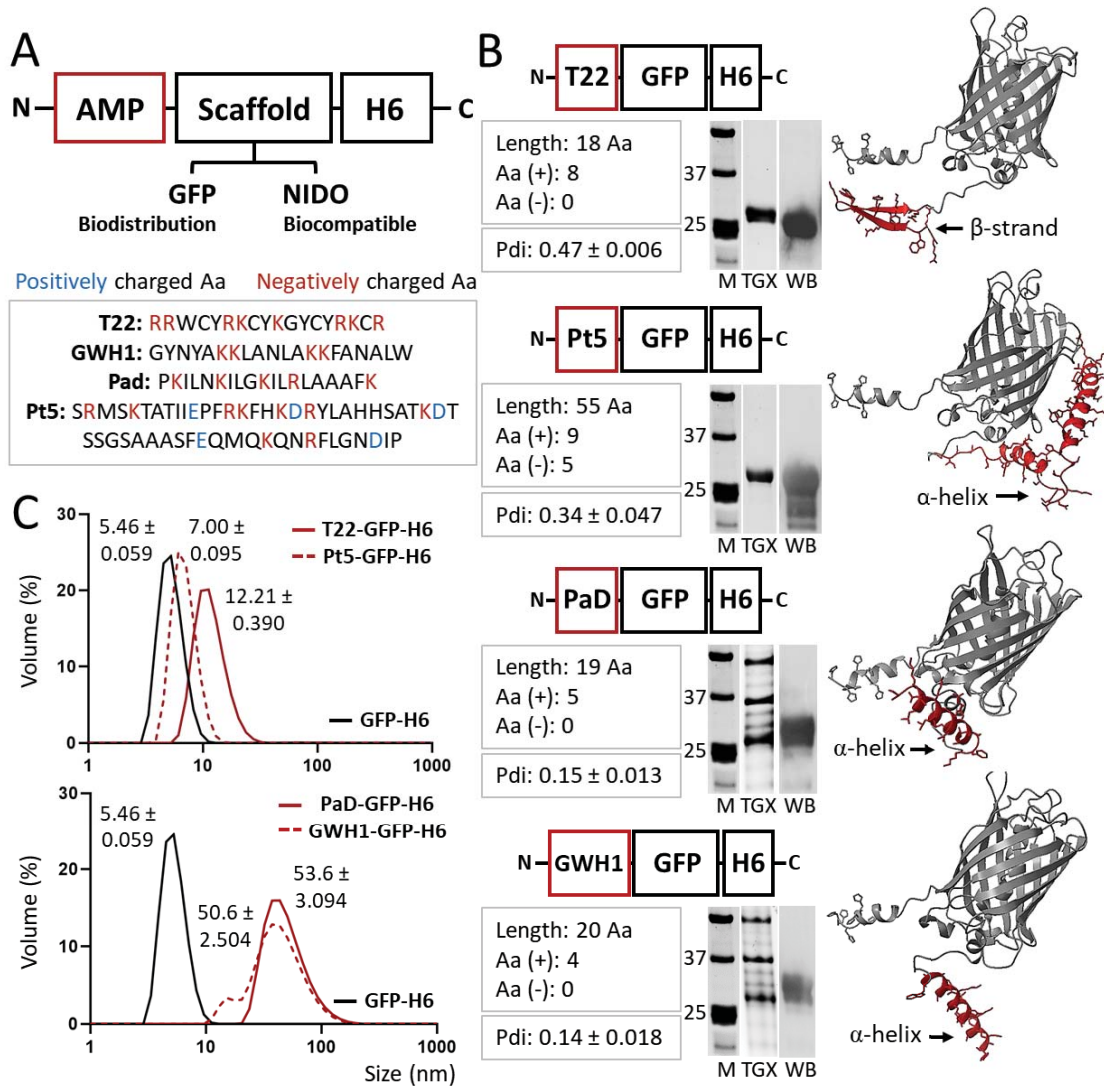 A
N AMP Scaffold H6 C
GFP NIDO
Biodistribution Biocompatible
Positively charged Aa Negatively charged Aa
T22: RRWCYRKCYKGYCYRKCR
GWH1: GYNYAKKLANLAKKFANALW
Pad: PKILNKILGKILRLAAAFK
Pt5: SRMSKTATIIEPFRKFHKDRYLAHHSATKDT
SSGSAAASFEQMQKQNRFLGNDIP
B
N T22 GFP H6 C
Length: 18 Aa
Aa (+): 8
Aa (-): 0
Pdi: 0.47 ± 0.006
37
25
M TGX WB
β-strand
N Pt5 GFP H6 C
Length: 55 Aa
Aa (+): 9
Aa (-): 5
Pdi: 0.34 ± 0.047
37
25
M TGX WB
α-helix
N PaD GFP H6 C
Length: 19 Aa
Aa (+): 5
Aa (-): 0
Pdi: 0.15 ± 0.013
37
25
M TGX WB
α-helix
N GWH1 GFP H6 C
Length: 20 Aa
Aa (+): 4
Aa (-): 0
Pdi: 0.14 ± 0.018
37
25
M TGX WB
α-helix
C
Volume (%)
30
20
10
0
5.46 ±
0.059
7.00 ±
0.095
12.21 ±
0.390
T22-GFP-H6
Pt5-GFP-H6
GFP-H6
1 10 100 1000
Volume (%)
30
20
10
0
5.46 ±
0.059
50.6 ±
2.504
53.6 ±
3.094
PaD-GFP-H6
GWH1-GFP-H6
GFP-H6
1 10 100 1000
Size (nm)